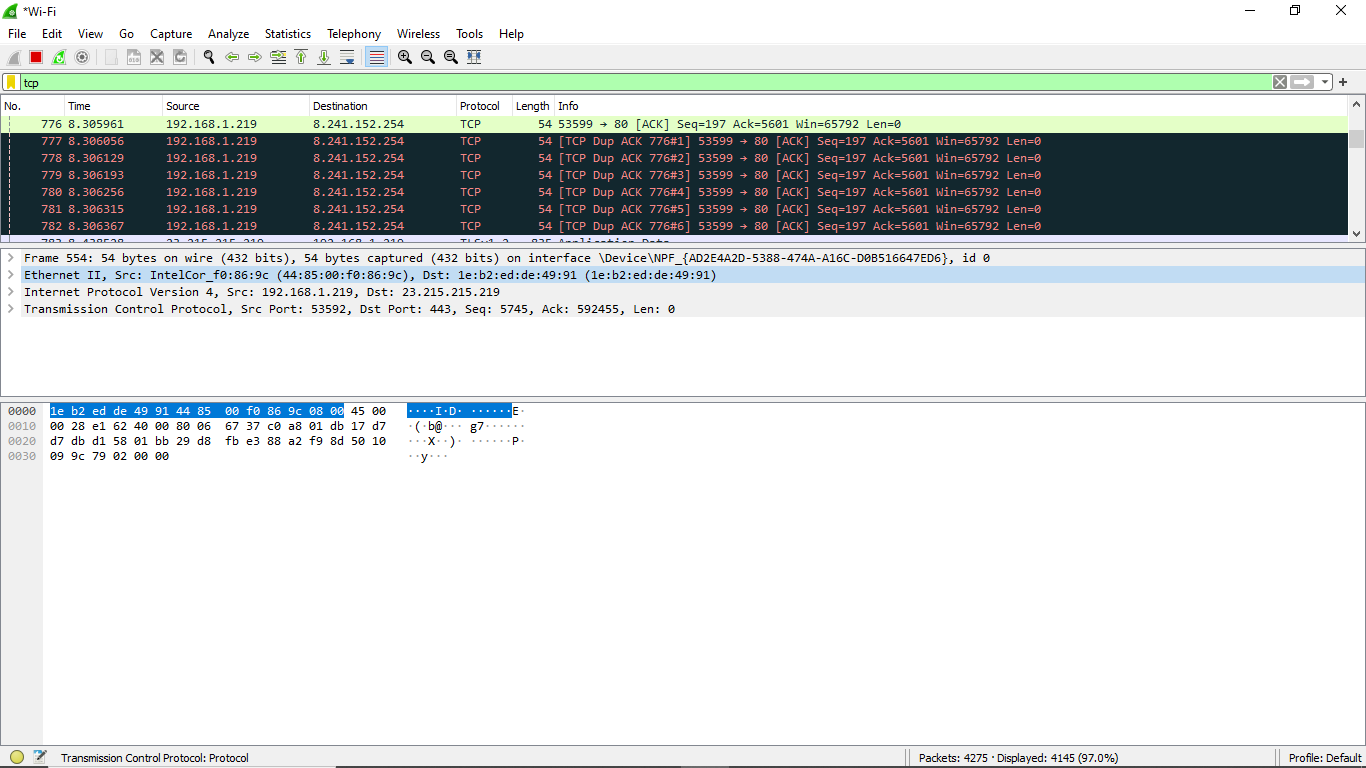 *Wi-Fi
File Edit View Go Capture Analyze Statistics Telephony Wireless Tools Help
tcp
No. Time Source Destination Protocol Length Info
776 8.305961 192.168.1.219 8.241.152.254 TCP 54 53599 → 80 [ACK] Seq=197 Ack=5601 Win=65792 Len=0
777 8.306056 192.168.1.219 8.241.152.254 TCP 54 [TCP Dup ACK 776#1] 53599 → 80 [ACK] Seq=197 Ack=5601 Win=65792 Len=0
778 8.306129 192.168.1.219 8.241.152.254 TCP 54 [TCP Dup ACK 776#2] 53599 → 80 [ACK] Seq=197 Ack=5601 Win=65792 Len=0
779 8.306193 192.168.1.219 8.241.152.254 TCP 54 [TCP Dup ACK 776#3] 53599 → 80 [ACK] Seq=197 Ack=5601 Win=65792 Len=0
780 8.306256 192.168.1.219 8.241.152.254 TCP 54 [TCP Dup ACK 776#4] 53599 → 80 [ACK] Seq=197 Ack=5601 Win=65792 Len=0
781 8.306315 192.168.1.219 8.241.152.254 TCP 54 [TCP Dup ACK 776#5] 53599 → 80 [ACK] Seq=197 Ack=5601 Win=65792 Len=0
782 8.306367 192.168.1.219 8.241.152.254 TCP 54 [TCP Dup ACK 776#6] 53599 → 80 [ACK] Seq=197 Ack=5601 Win=65792 Len=0
Frame 554: 54 bytes on wire (432 bits), 54 bytes captured (432 bits) on interface \Device\NPF_{AD2E4A2D-5388-474A-A16C-D0B516647ED6}, id 0
Ethernet II, Src: IntelCor_f0:86:9c (44:85:00:f0:86:9c), Dst: 1e:b2:ed:de:49:91 (1e:b2:ed:de:49:91)
Internet Protocol Version 4, Src: 192.168.1.219, Dst: 23.215.215.219
Transmission Control Protocol, Src Port: 53592, Dst Port: 443, Seq: 5745, Ack: 592455, Len: 0
0000 1e b2 ed de 49 91 44 85 00 f0 86 9c 08 00 45 00 ····I·D· ······E·
0010 00 28 e1 62 40 00 80 06 67 37 c0 a8 01 db 17 d7 ·(·b@··· g7······
0020 d7 db d1 58 01 bb 29 d8 fb e3 88 a2 f9 8d 50 10 ···X··)· ······P·
0030 09 9c 79 02 00 00 ··y···
Transmission Control Protocol: Protocol
Packets: 4275 · Displayed: 4145 (97.0%)
Profile: Default